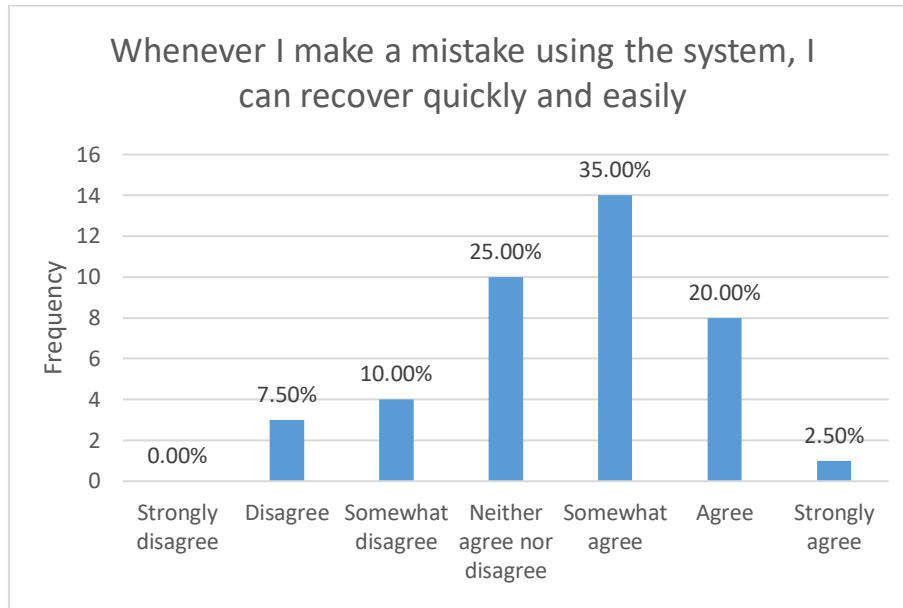 Whenever I make a mistake using the system, I
can recover quickly and easily
16
14
12
10
8
6
4
2
0
Frequency
0.00%
7.50%
10.00%
25.00%
35.00%
20.00%
2.50%
Strongly
disagree
Disagree
Somewhat
disagree
Neither
agree nor
disagree
Somewhat
agree
Agree
Strongly
agree